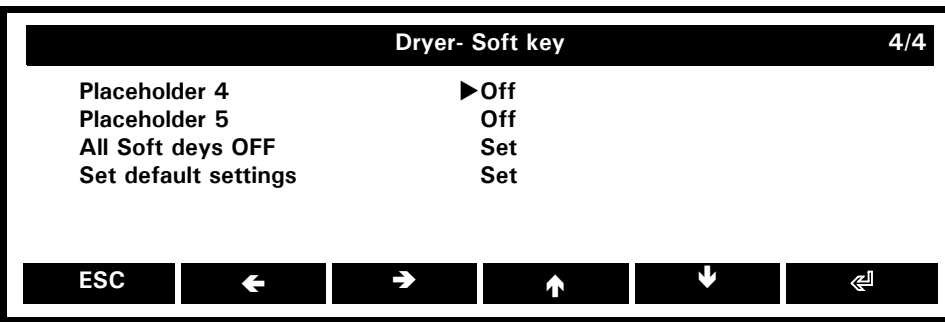 Dryer- Soft key 4/4
Placeholder 4 ▶Off
Placeholder 5 Off
All Soft deys OFF Set
Set default settings Set
ESC ← → ↑ ↓ ⏎